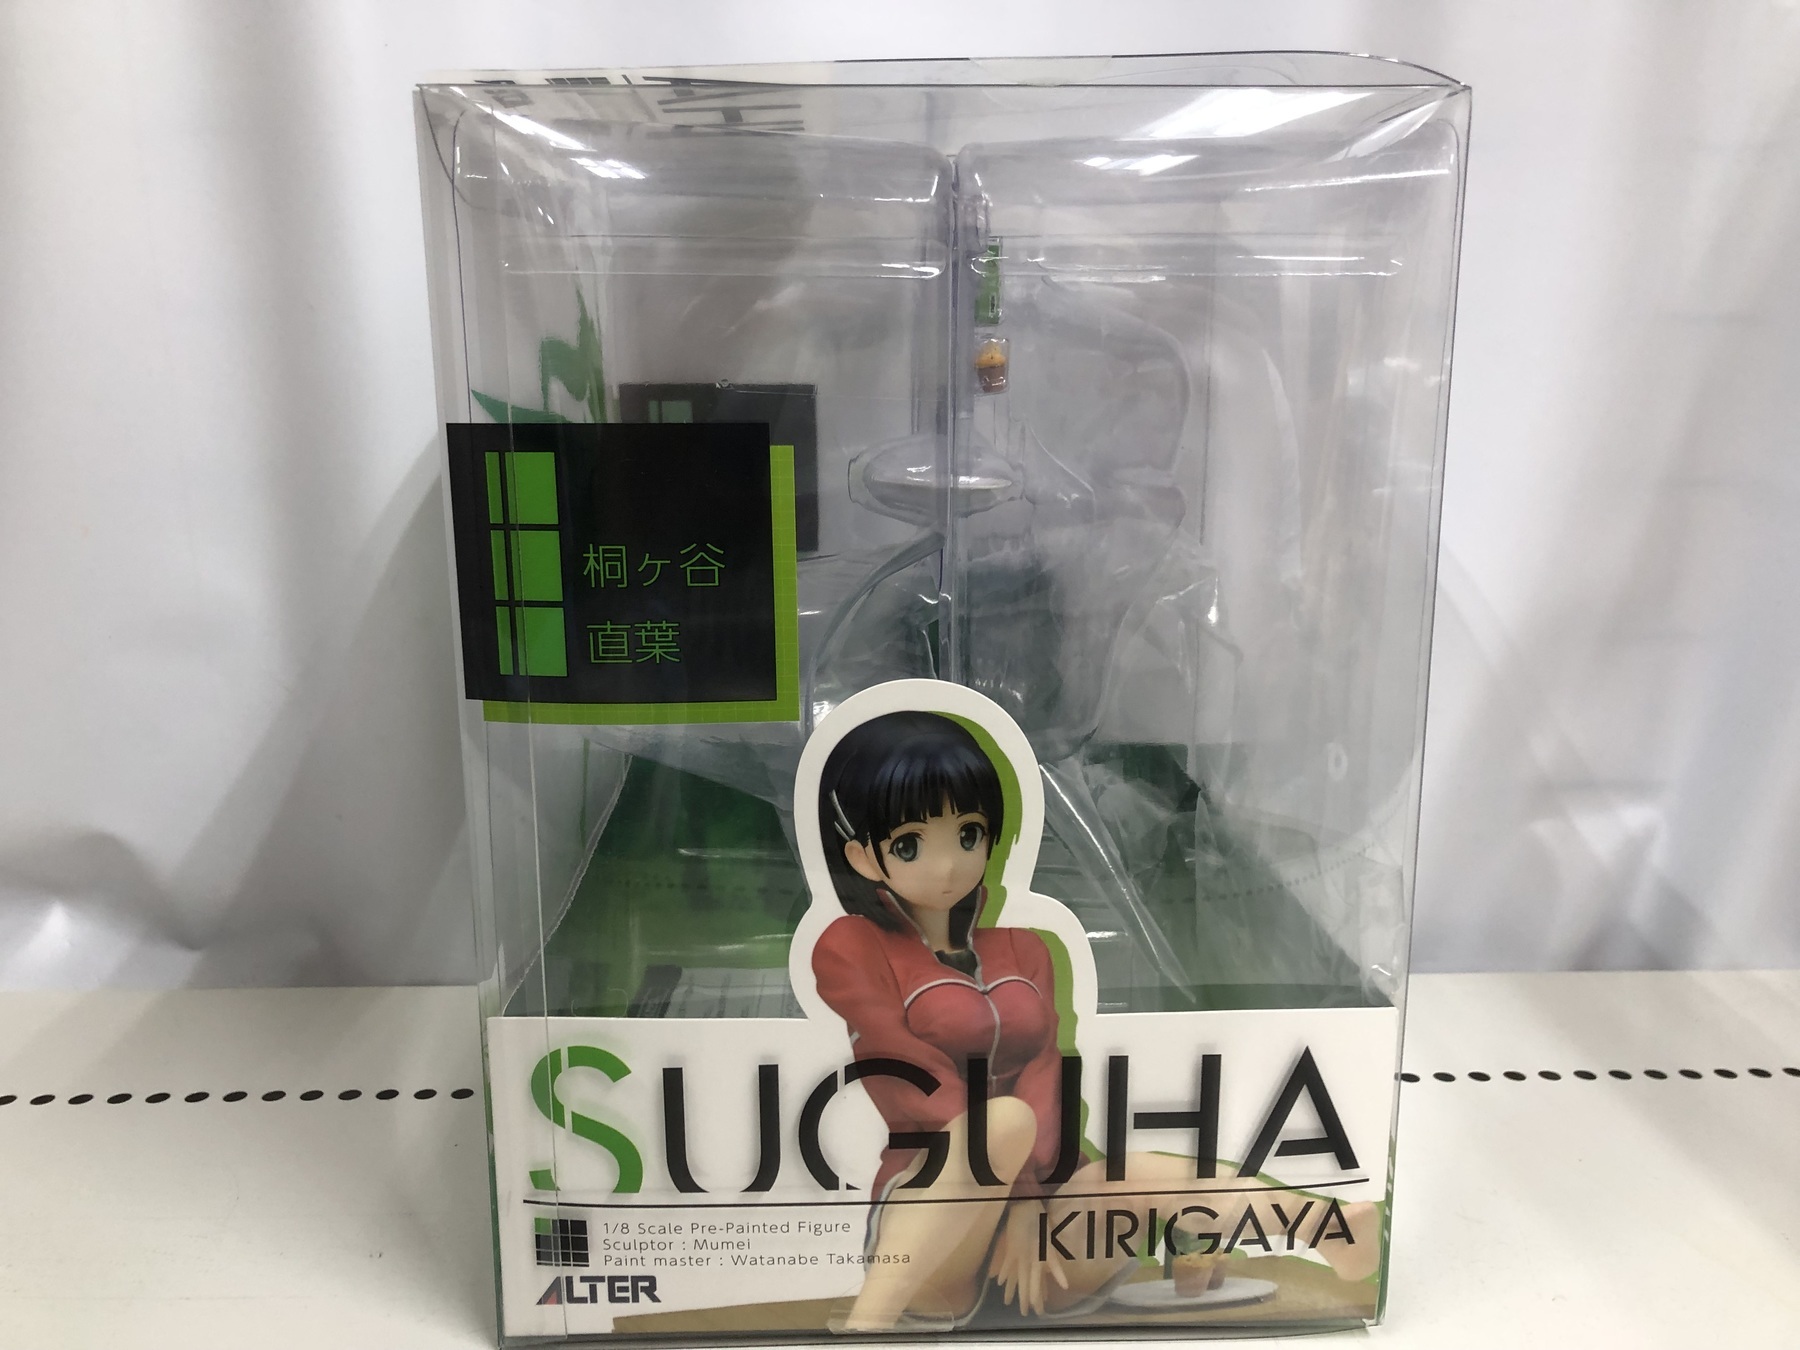 桐ヶ谷
直葉
SUGUHA
KIRIGAYA
1/8 Scale Pre-Painted Figure
Sculptor : Mumei
Paint master : Watanabe Takamasa
ALTER